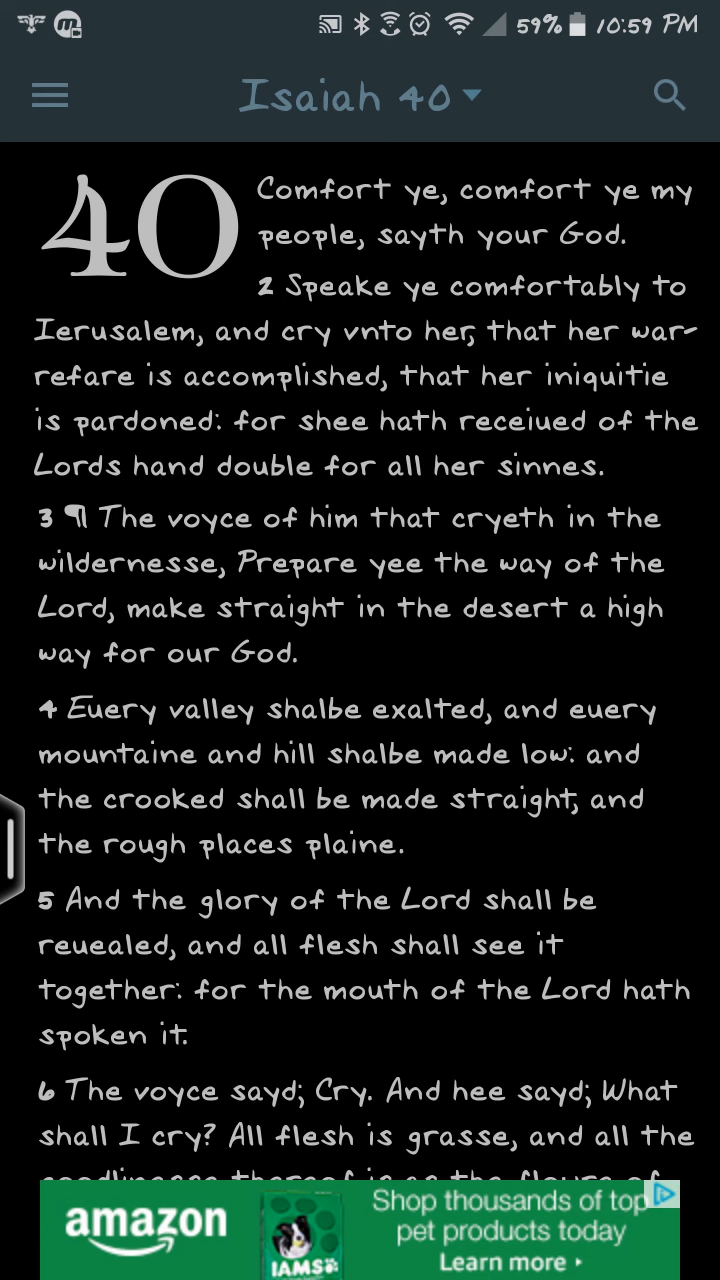 59% 10:59 PM
Isaiah 40
40 Comfort ye, comfort ye my
people, sayth your God.
2 Speake ye comfortably to
Ierusalem, and cry vnto her, that her war-
refare is accomplished, that her iniquitie
is pardoned: for shee hath receiued of the
Lords hand double for all her sinnes.
3 ¶ The voyce of him that cryeth in the
wildernesse, Prepare yee the way of the
Lord, make straight in the desert a high
way for our God.
4 Euery valley shalbe exalted, and euery
mountaine and hill shalbe made low: and
the crooked shall be made straight, and
the rough places plaine.
5 And the glory of the Lord shall be
reuealed, and all flesh shall see it
together: for the mouth of the Lord hath
spoken it.
6 The voyce sayd; Cry. And hee sayd; What
shall I cry? All flesh is grasse, and all the
amazon
IAMS
Shop thousands of top
pet products today
Learn more